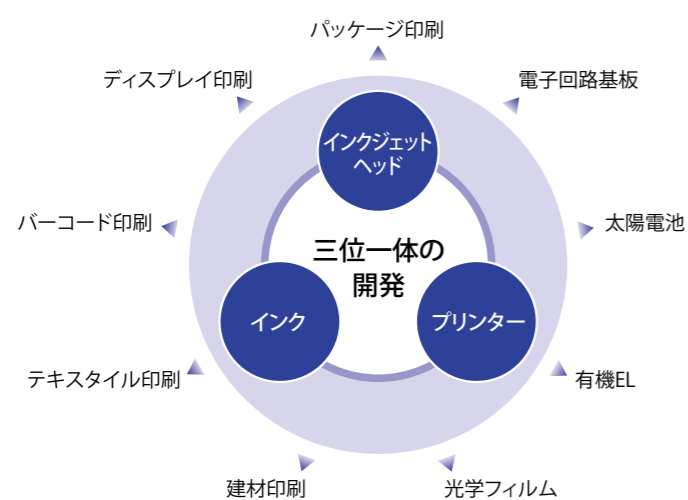 パッケージ印刷
ディスプレイ印刷
電子回路基板
インクジェット
ヘッド
バーコード印刷
太陽電池
三位一体の
開発
インク
プリンター
テキスタイル印刷
有機EL
建材印刷
光学フィルム